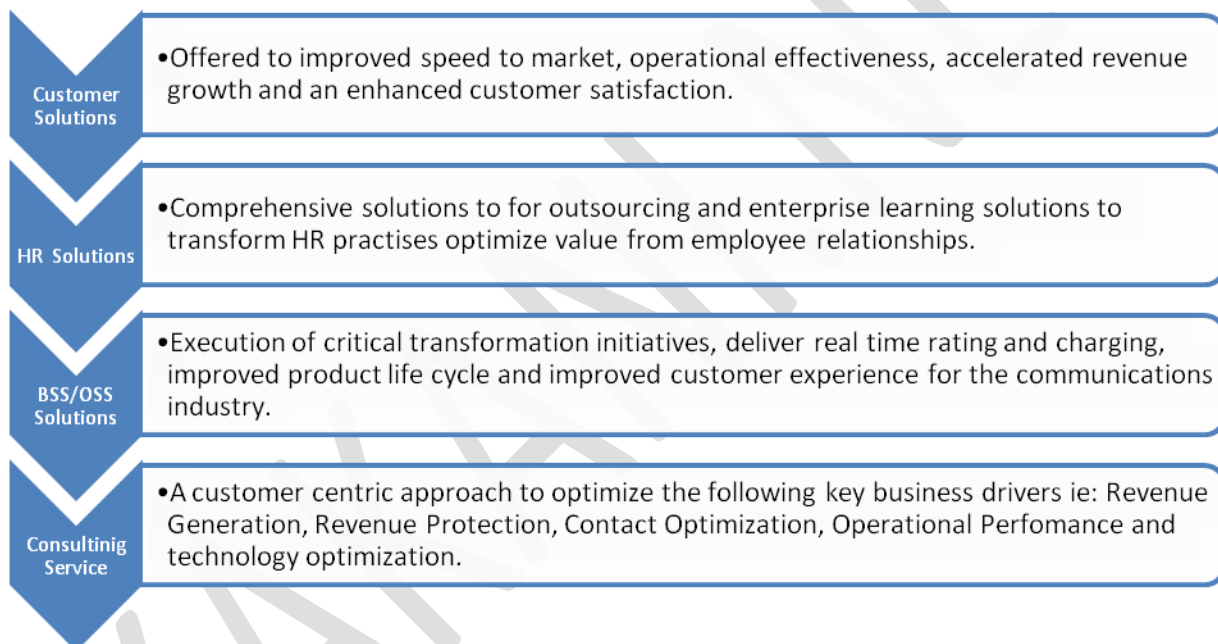 Customer
Solutions
•Offered to improved speed to market, operational effectiveness, accelerated revenue
growth and an enhanced customer satisfaction.
HR Solutions
•Comprehensive solutions to for outsourcing and enterprise learning solutions to
transform HR practises optimize value from employee relationships.
BSS/OSS
Solutions
•Execution of critical transformation initiatives, deliver real time rating and charging,
improved product life cycle and improved customer experience for the communications
industry.
Consultinig
Service
•A customer centric approach to optimize the following key business drivers ie: Revenue
Generation, Revenue Protection, Contact Optimization, Operational Perfomance and
technology optimization.